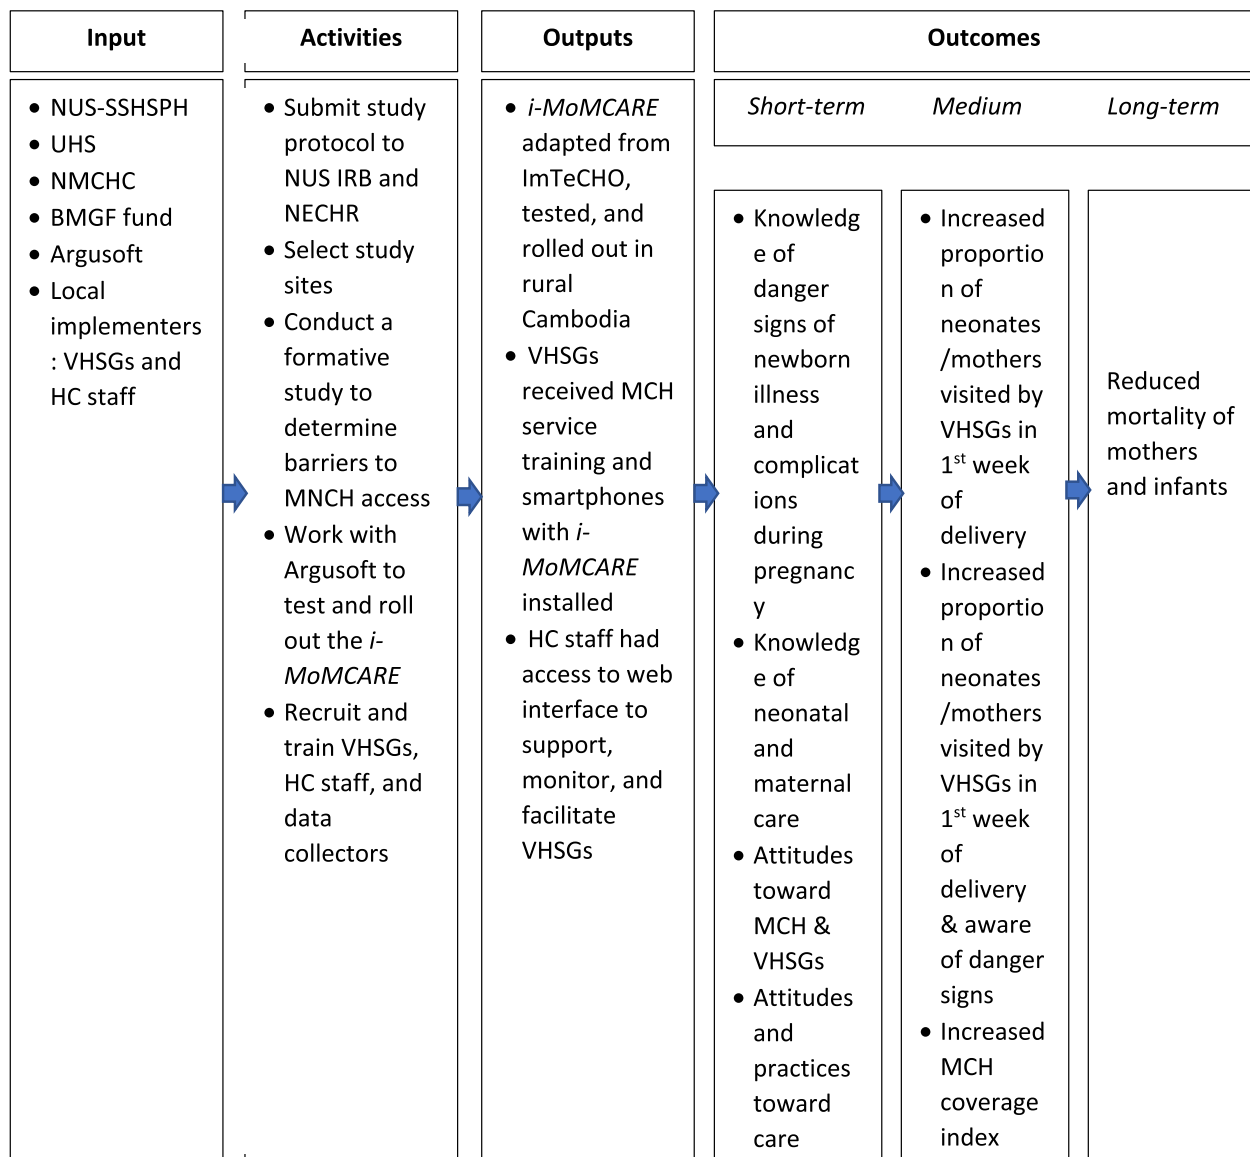 Input
Activities
Outputs
Outcomes
• NUS-SSHSPH
• UHS
• NMCHC
• BMGF fund
• Argusoft
• Local
implementers
: VHSGs and
HC staff
• Submit study
protocol to
NUS IRB and
NECHR
• Select study
sites
• Conduct a
formative
study to
determine
barriers to
MNCH access
• Work with
Argusoft to
test and roll
out the i-
MoMCARE
• Recruit and
train VHSGs,
HC staff, and
data
collectors
• i-MoMCARE
adapted from
ImTeCHO,
tested, and
rolled out in
rural
Cambodia
• VHSGs
received MCH
service
training and
smartphones
with i-
MoMCARE
installed
• HC staff had
access to web
interface to
support,
monitor, and
facilitate
VHSGs
Short-term
Medium
Long-term
• Knowledg
e of
danger
signs of
newborn
illness
and
complicat
ions
during
pregnanc
y
• Knowledg
e of
neonatal
and
maternal
care
• Attitudes
toward
MCH &
VHSGs
• Attitudes
and
practices
toward
care
• Increased
proportio
n of
neonates
/mothers
visited by
VHSGs in
1st week
of
delivery
• Increased
proportio
n of
neonates
/mothers
visited by
VHSGs in
1st week
of
delivery
& aware
of danger
signs
• Increased
MCH
coverage
index
Reduced
mortality of
mothers
and infants